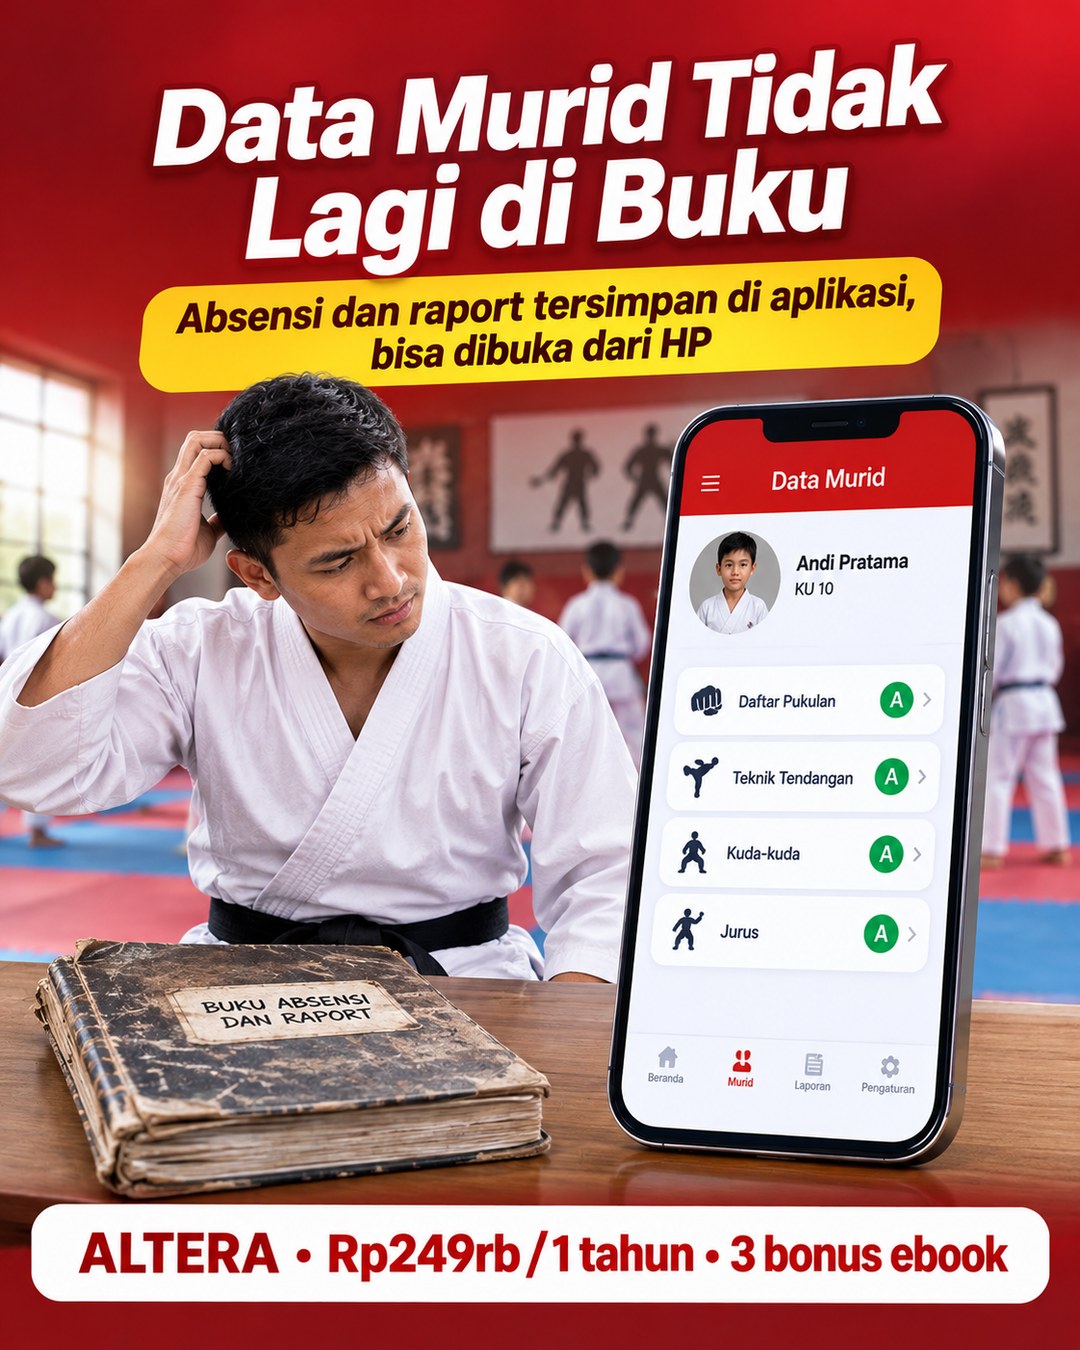 Data Murid Tidak
Lagi di Buku
Absensi dan raport tersimpan di aplikasi,
bisa dibuka dari HP
Data Murid
Andi Pratama
KU 10
Daftar Pukulan A
Teknik Tendangan A
Kuda-kuda A
Jurus A
Beranda Murid Laporan Pengaturan
BUKU ABSENSI
DAN RAPORT
ALTERA • Rp249rb / 1 tahun • 3 bonus ebook